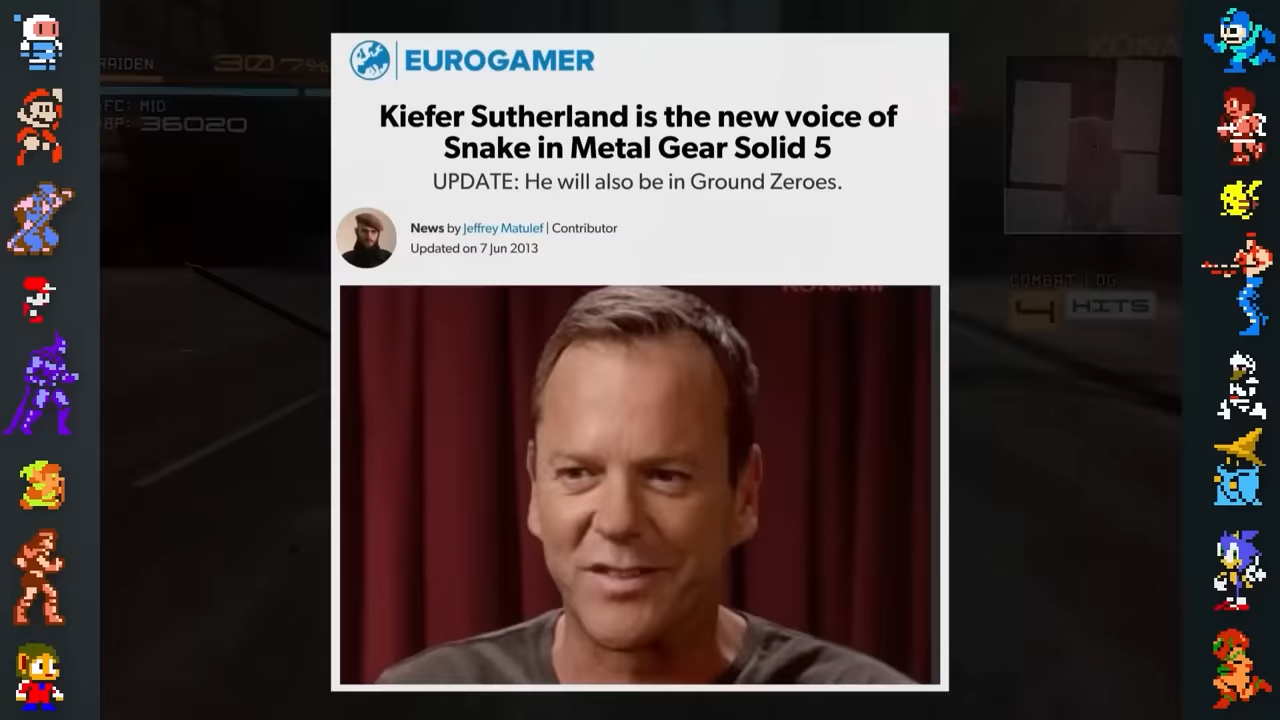 EUROGAMER
Kiefer Sutherland is the new voice of
Snake in Metal Gear Solid 5
UPDATE: He will also be in Ground Zeroes.
News by Jeffrey Matulef | Contributor
Updated on 7 Jun 2013
KONAMI
RAIDEN
30.7%
FC: MID
BP: 36020
COMBAT | OG
4 HITS